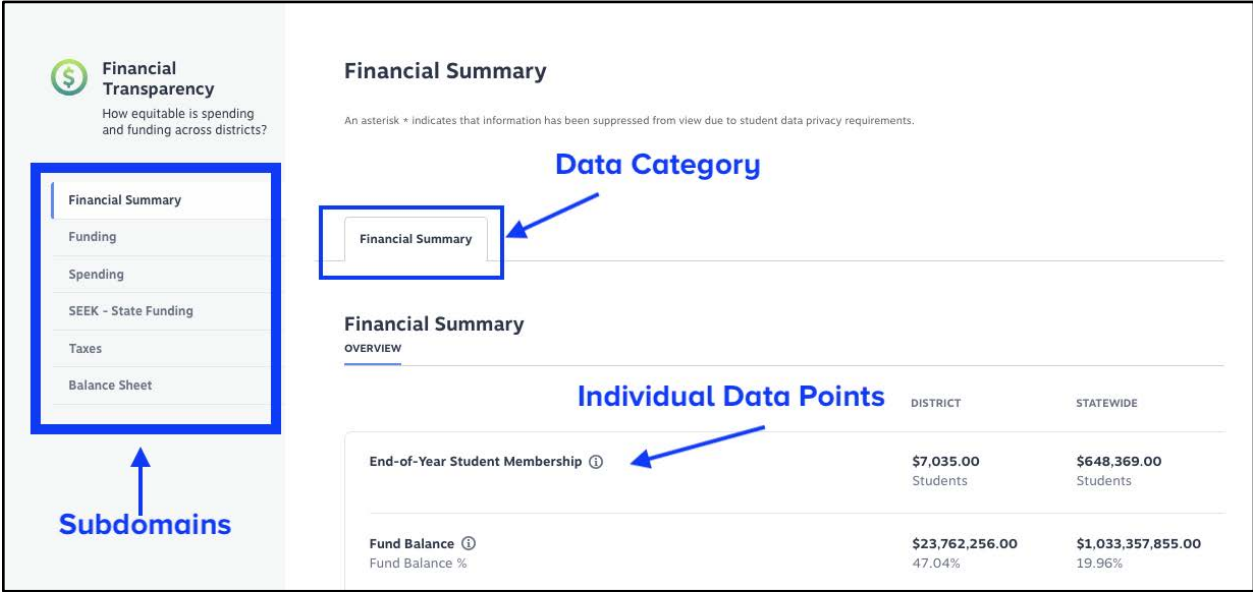 Financial
Transparency
How equitable is spending
and funding across districts?
Financial Summary
Funding
Spending
SEEK - State Funding
Taxes
Balance Sheet
Subdomains
Financial Summary
An asterisk * indicates that information has been suppressed from view due to student data privacy requirements.
Data Category
Financial Summary
Financial Summary
OVERVIEW
Individual Data Points DISTRICT STATEWIDE
End-of-Year Student Membership $7,035.00 $648,369.00
Students Students
Fund Balance $23,762,256.00 $1,033,357,855.00
Fund Balance % 47.04% 19.96%